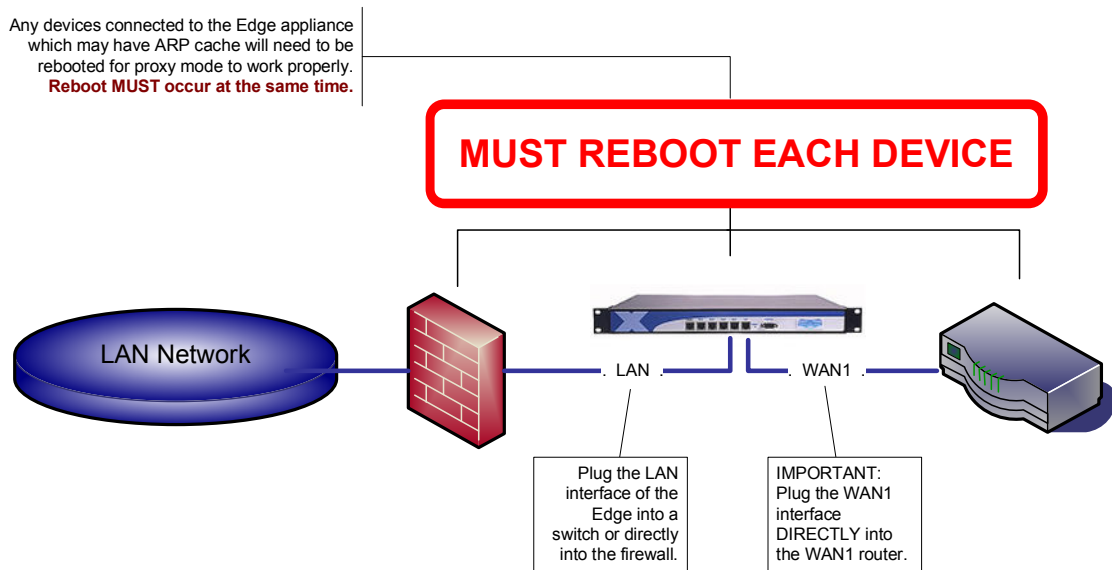 Any devices connected to the Edge appliance
which may have ARP cache will need to be
rebooted for proxy mode to work properly.
Reboot MUST occur at the same time.
MUST REBOOT EACH DEVICE
LAN Network
. LAN .
. WAN1 .
Plug the LAN
interface of the
Edge into a
switch or directly
into the firewall.
IMPORTANT:
Plug the WAN1
interface
DIRECTLY into
the WAN1 router.